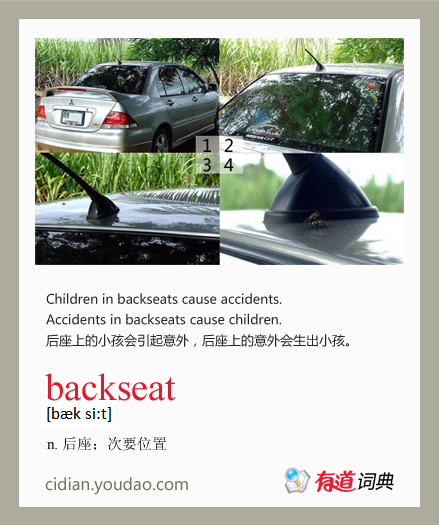 1 2
3 4
Children in backseats cause accidents.
Accidents in backseats cause children.
后座上的小孩会引起意外，后座上的意外会生出小孩。
backseat
[bæk si:t]
n. 后座；次要位置
cidian.youdao.com
有道词典